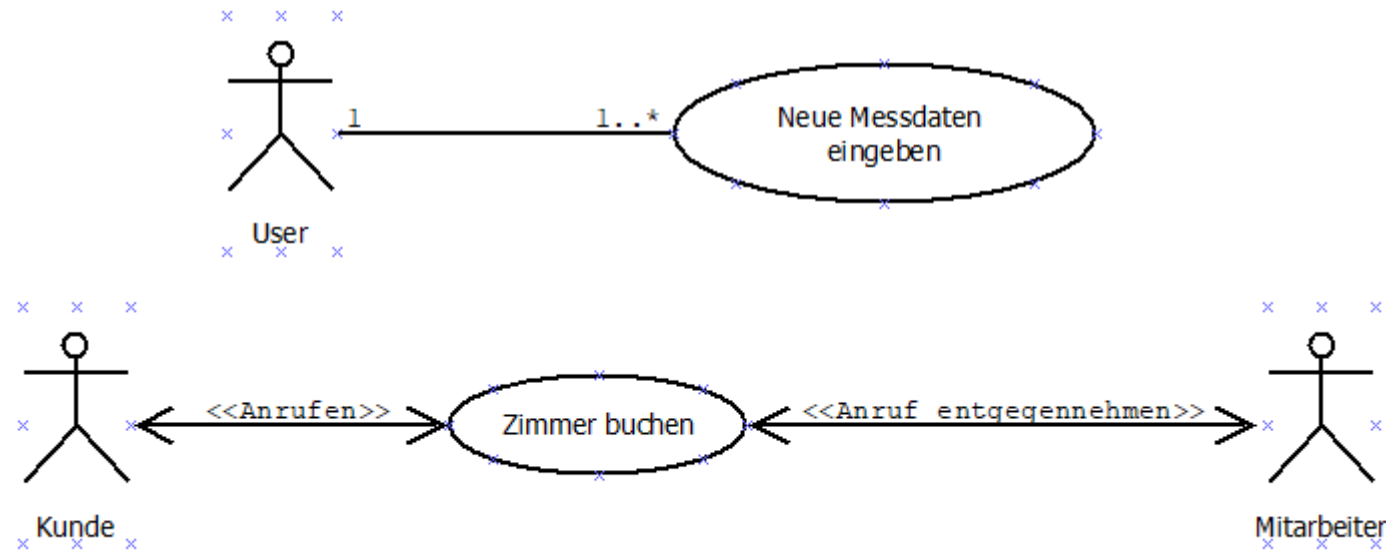 1
1..*
Neue Messdaten
eingeben
User
<<Anrufen>>
Zimmer buchen
<<Anruf entgegennehmen>>
Kunde
Mitarbeiter